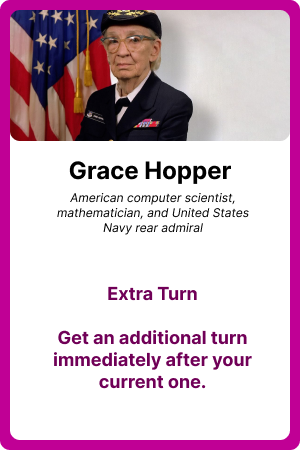 Grace Hopper
American computer scientist,
mathematician, and United States
Navy rear admiral
Extra Turn
Get an additional turn
immediately after your
current one.